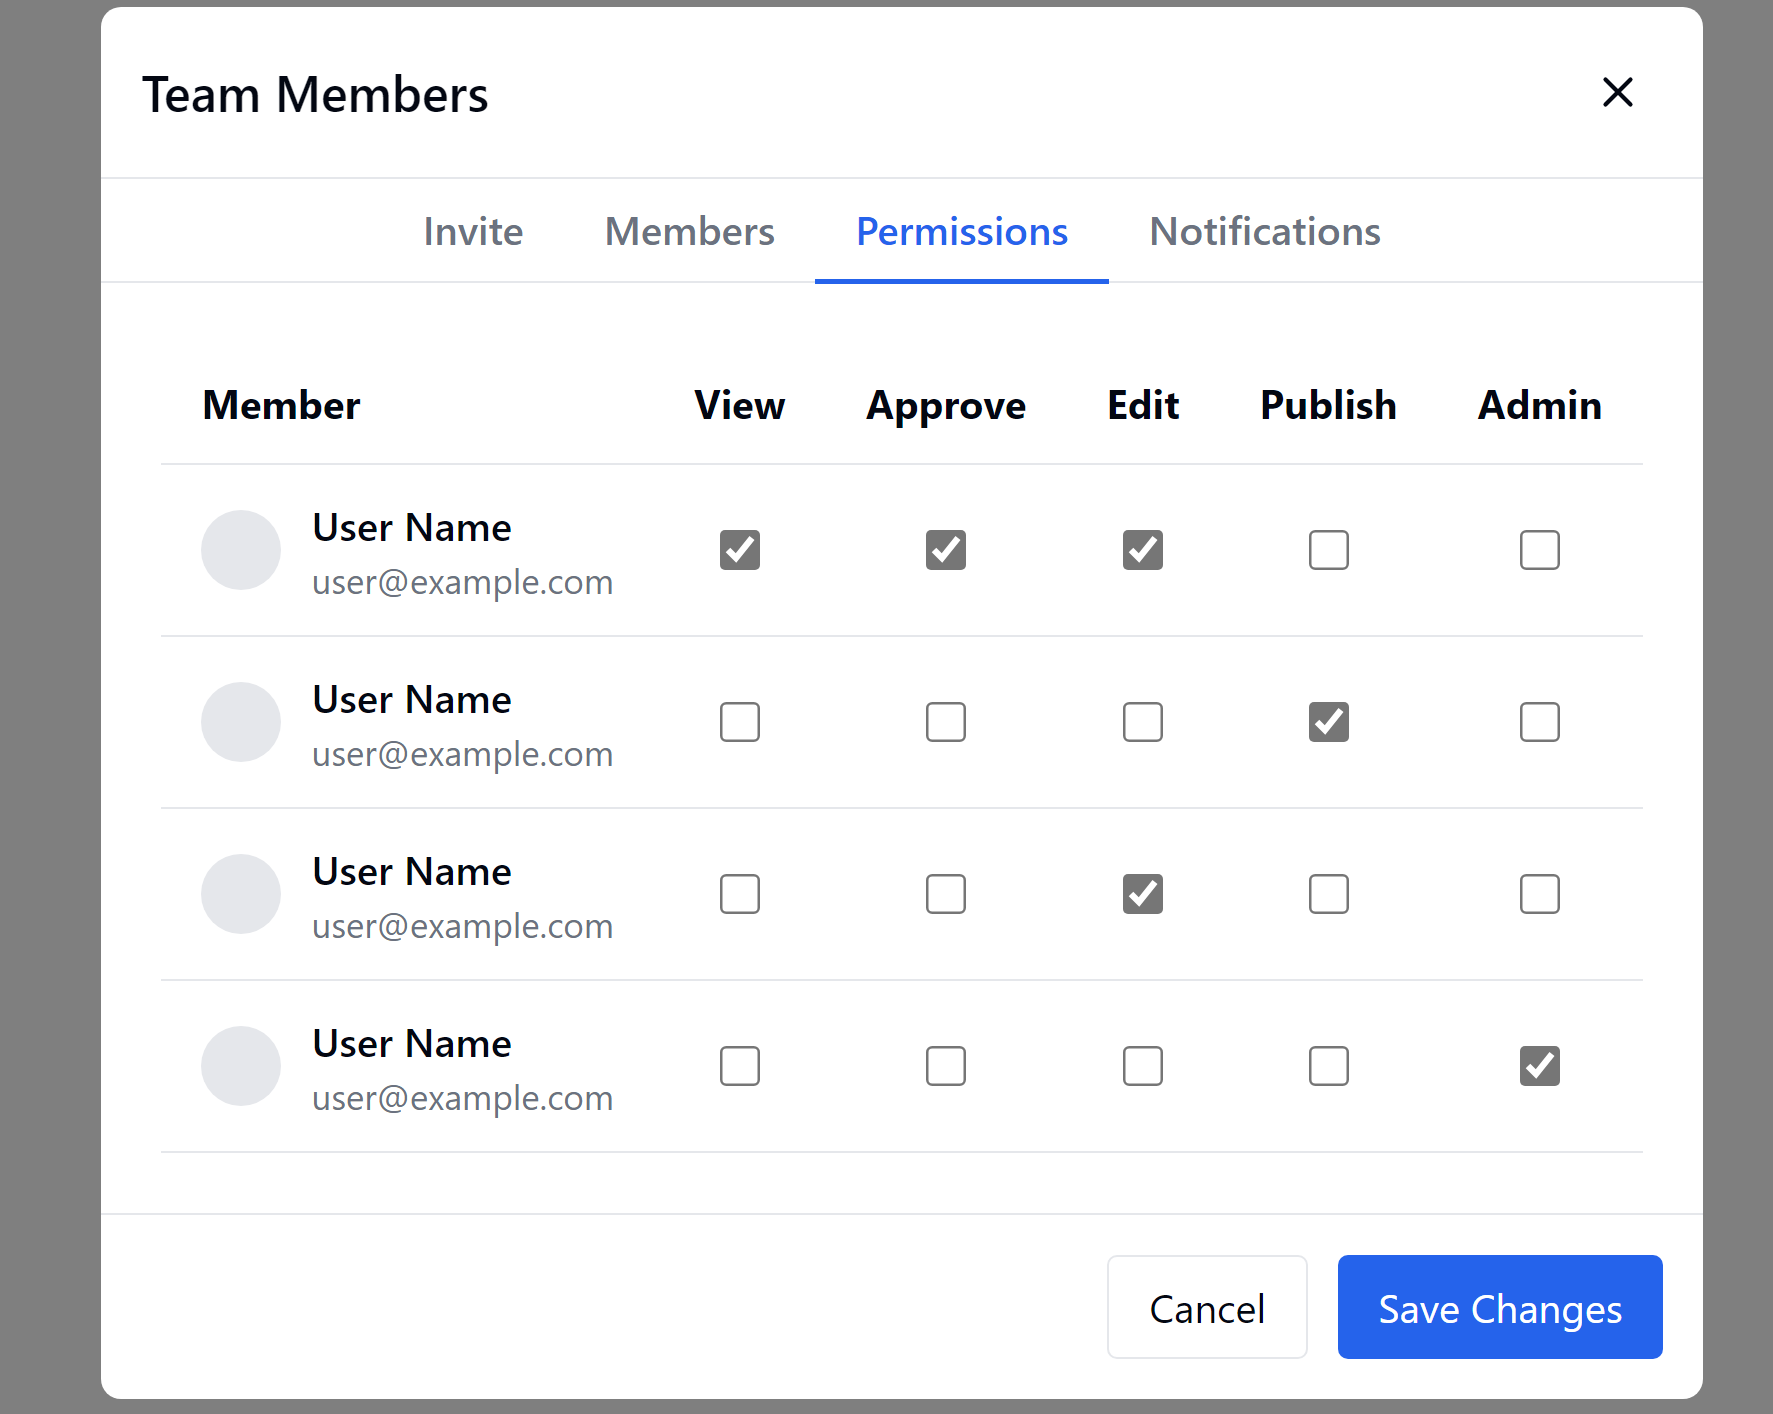 Team Members
Invite Members Permissions Notifications
Member View Approve Edit Publish Admin
User Name
user@example.com
User Name
user@example.com
User Name
user@example.com
User Name
user@example.com
Cancel Save Changes